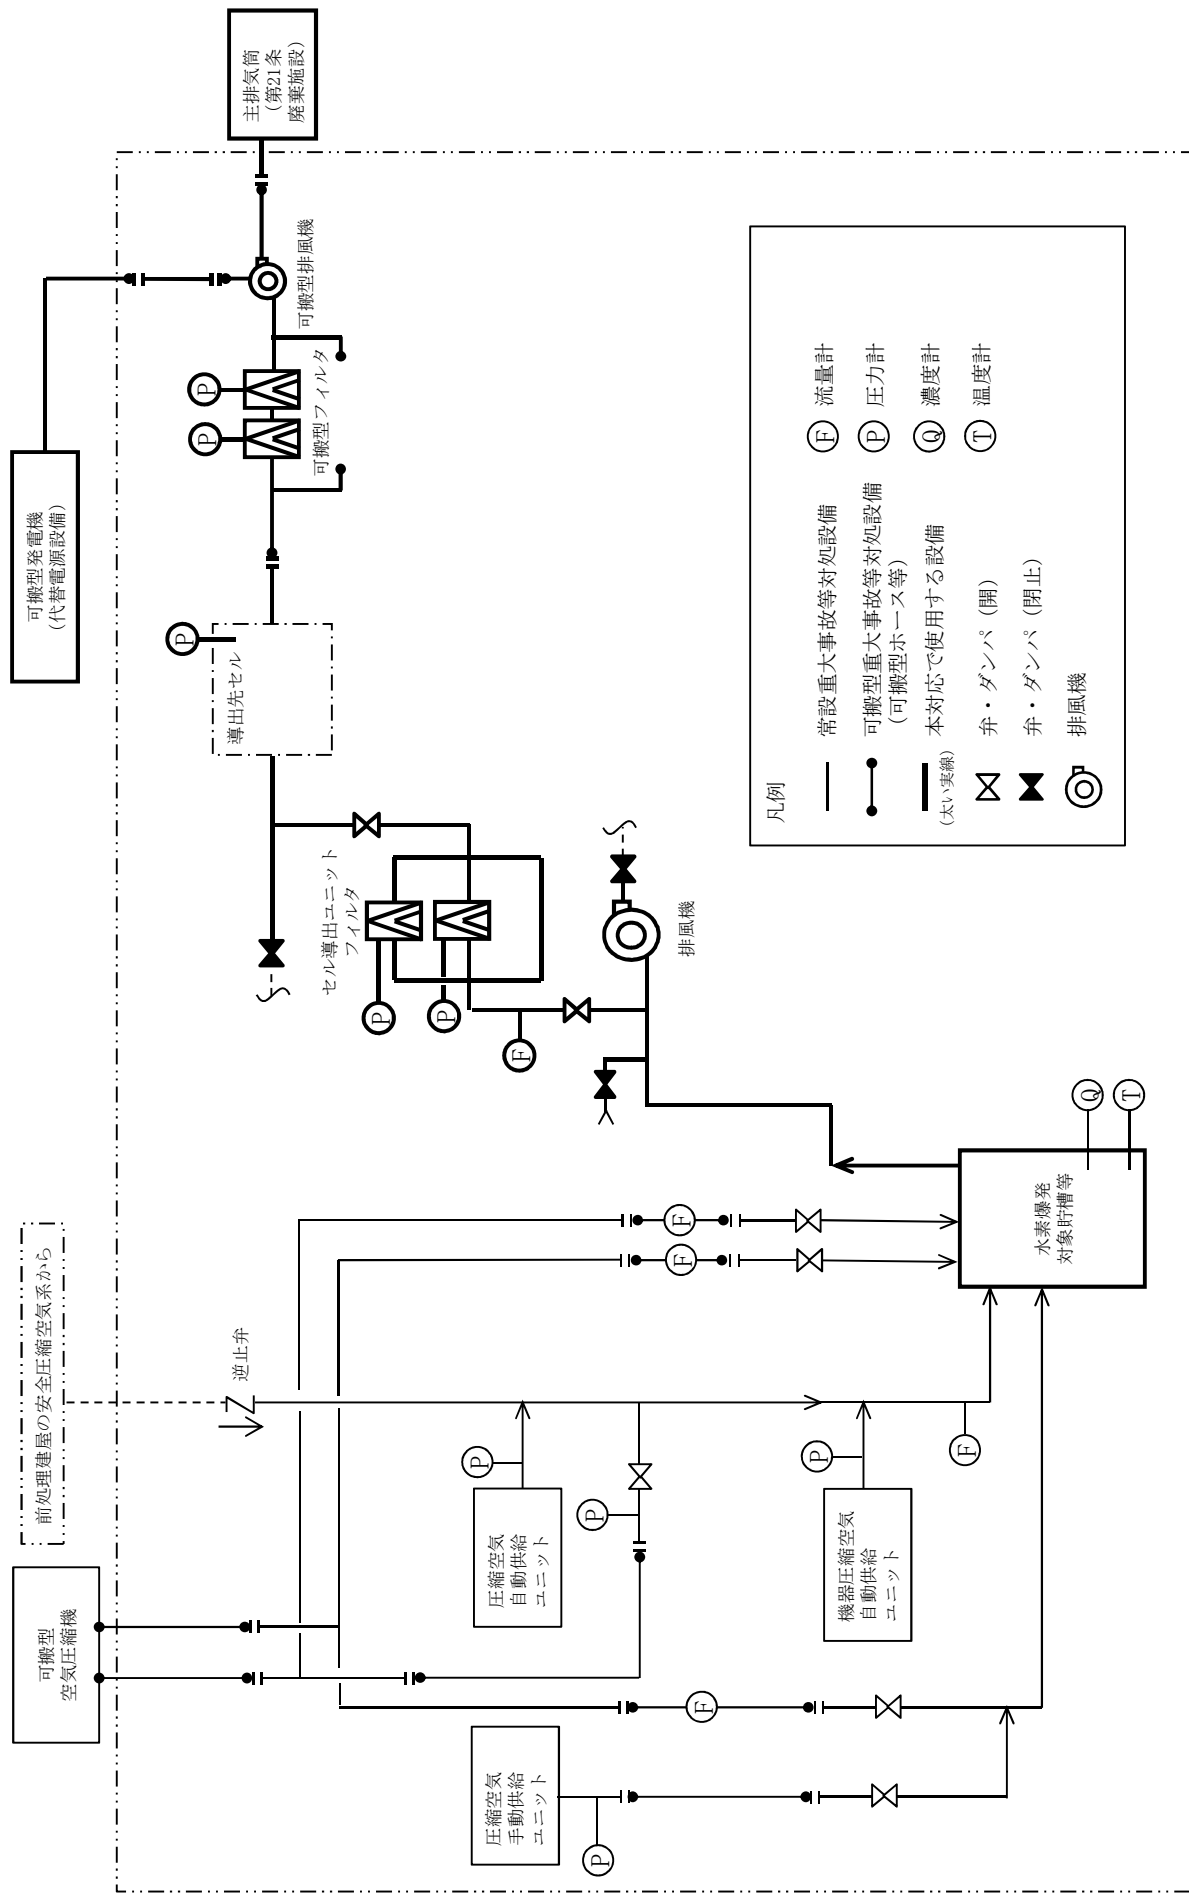 主排気筒
(第21条
廃棄施設)
可搬型排風機
可搬型フィルタ
P
P
可搬型発電機
(代替電源設備)
P
導出先セル
セル導出ユニット
フィルタ
P
P
F
排風機
凡例
常設重大事故等対処設備
可搬型重大事故等対処設備
(可搬型ホース等)
本対応で使用する設備
(太い実線)
弁・ダンパ (開)
弁・ダンパ (閉止)
排風機
F 流量計
P 圧力計
Q 濃度計
T 温度計
水素爆発
対象貯槽等
Q
T
F
F
前処理建屋の安全圧縮空気系から
逆止弁
可搬型
空気圧縮機
圧縮空気
自動供給
ユニット
P
P
機器圧縮空気
自動供給
ユニット
P
F
F
圧縮空気
手動供給
ユニット
P